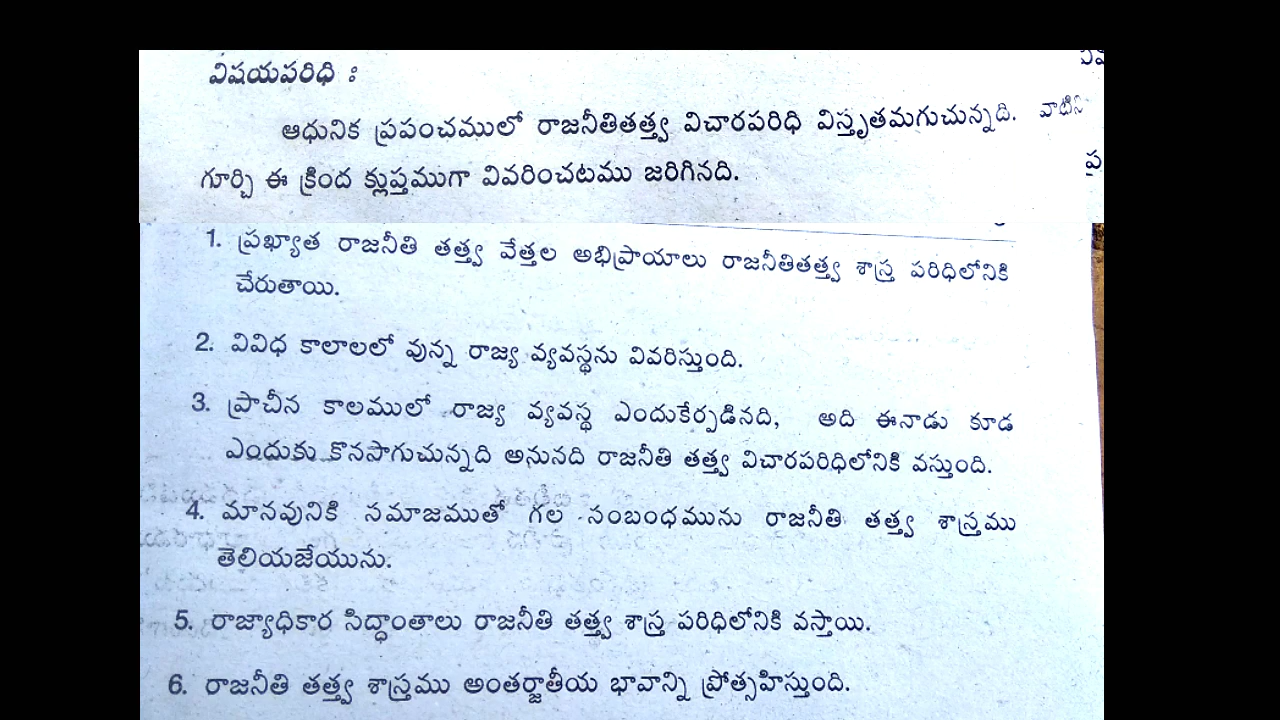 విషయపరిధి :
ఆధునిక ప్రపంచములో రాజనీతితత్త్వ విచారపరిధి విస్తృతమగుచున్నది. వాటిని
గూర్చి ఈ క్రింద క్లుప్తముగా వివరించటము జరిగినది.
1. ప్రఖ్యాత రాజనీతి తత్త్వ వేత్తల అభిప్రాయాలు రాజనీతితత్త్వ శాస్త్ర పరిధిలోనికి
చేరుతాయి.
2. వివిధ కాలాలలో వున్న రాజ్య వ్యవస్థను వివరిస్తుంది.
3. ప్రాచీన కాలములో రాజ్య వ్యవస్థ ఎందుకేర్పడినది, అది ఈనాడు కూడ
ఎందుకు కొనసాగుచున్నది అనునది రాజనీతి తత్త్వ విచారపరిధిలోనికి వస్తుంది.
4. మానవునికి సమాజముతో గల సంబంధమును రాజనీతి తత్త్వ శాస్త్రము
తెలియజేయును.
5. రాజ్యాధికార సిద్ధాంతాలు రాజనీతి తత్త్వ శాస్త్ర పరిధిలోనికి వస్తాయి.
6. రాజనీతి తత్త్వ శాస్త్రము అంతర్జాతీయ భావాన్ని ప్రోత్సహిస్తుంది.